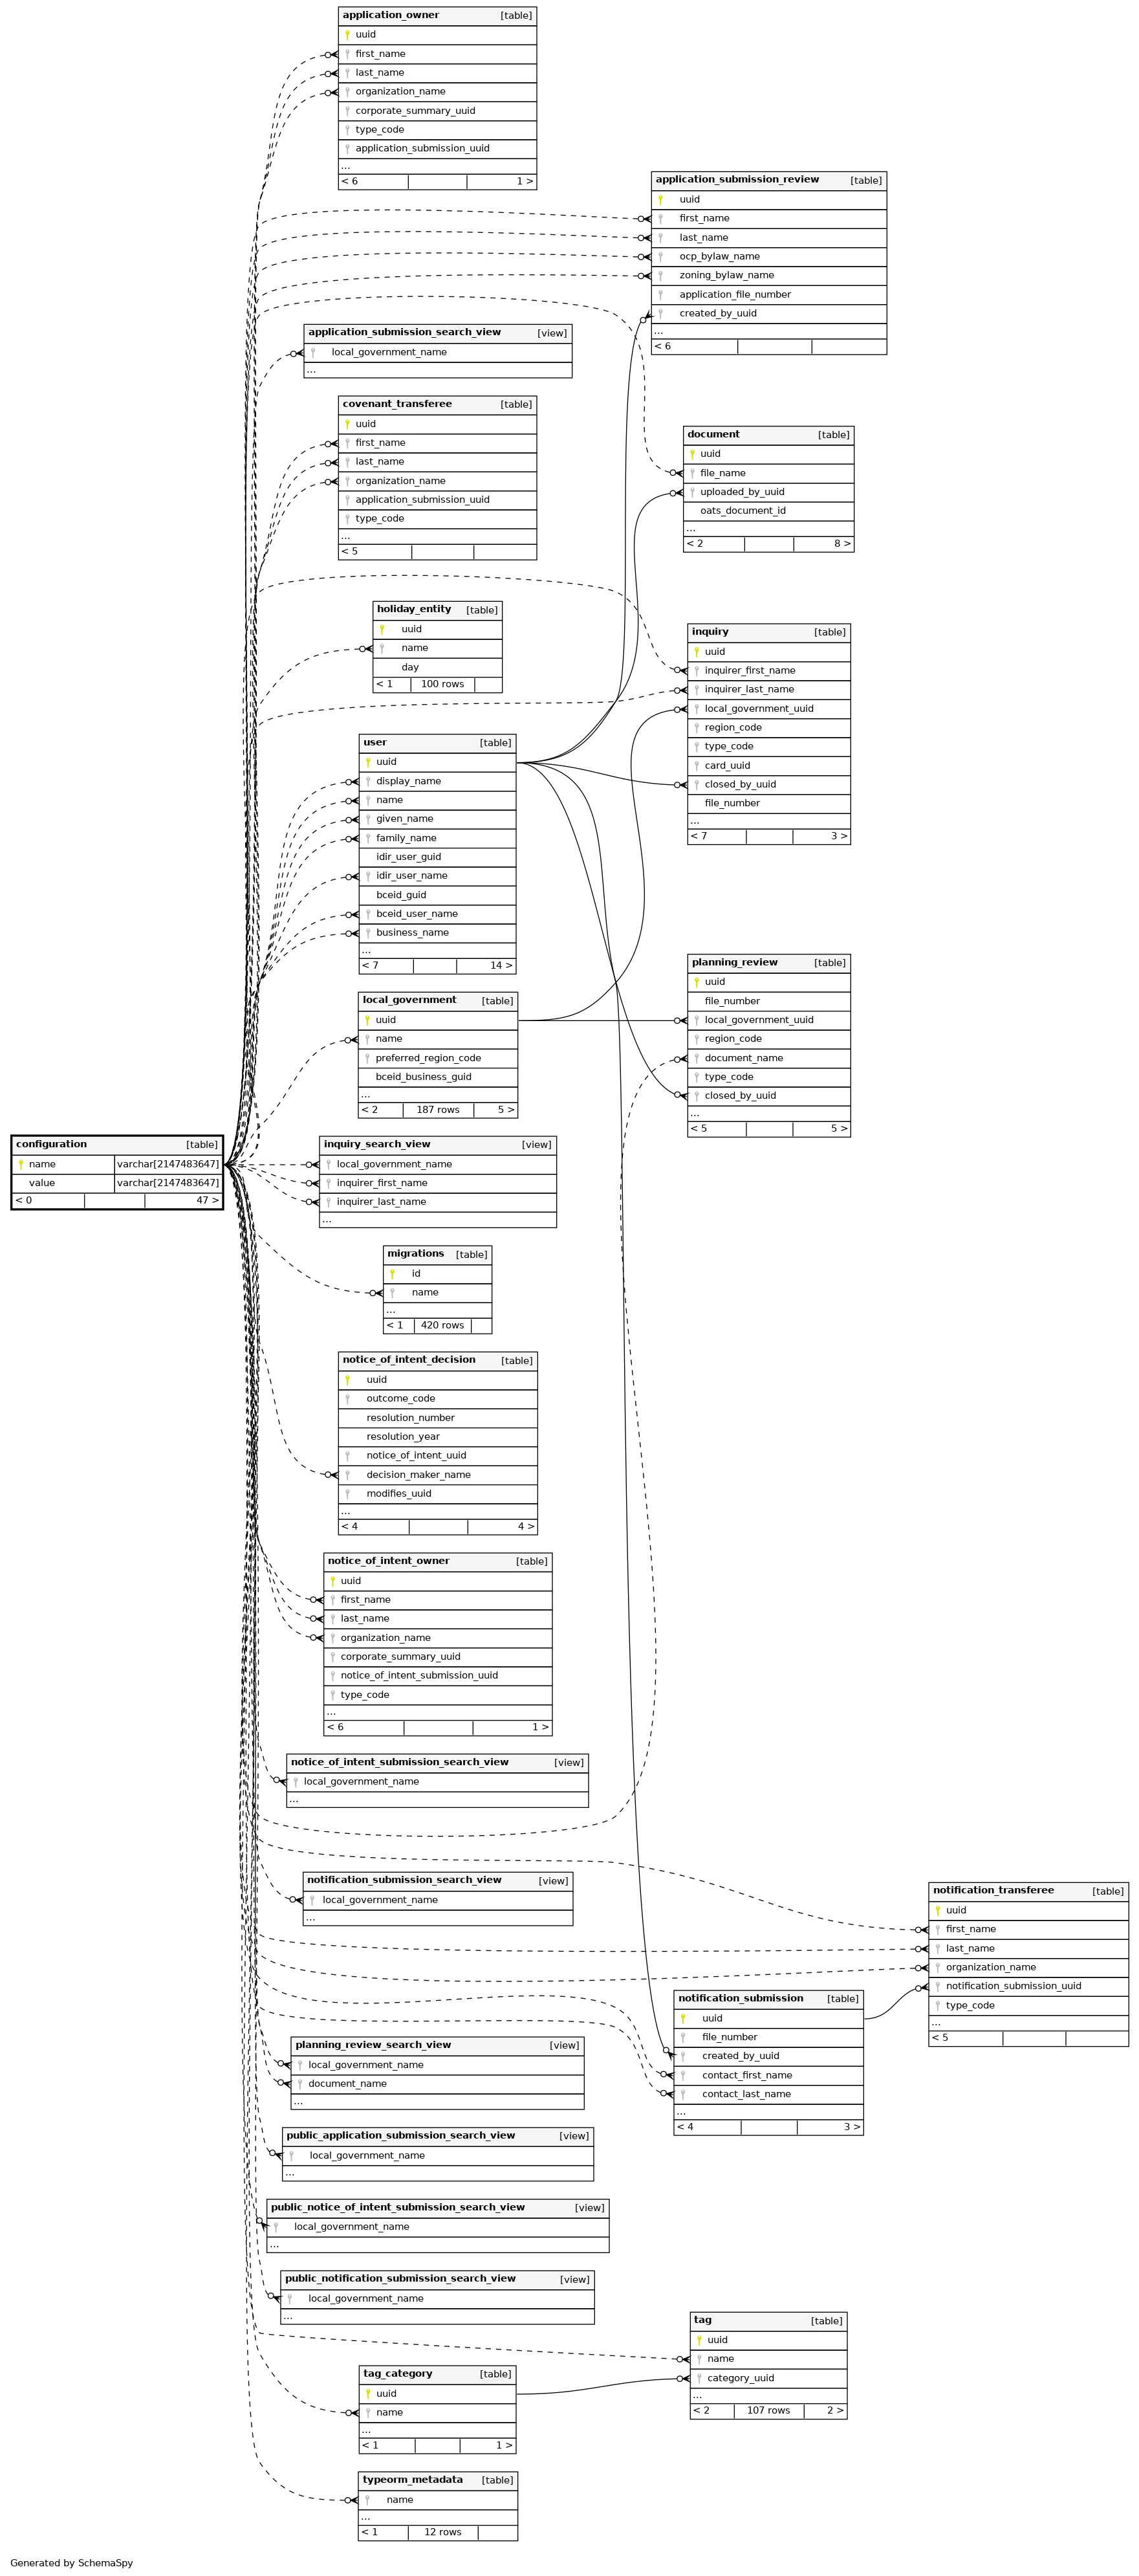 application_owner [table]
uuid
first_name
last_name
organization_name
corporate_summary_uuid
type_code
application_submission_uuid
...
< 6 1 >
application_submission_review [table]
uuid
first_name
last_name
ocp_bylaw_name
zoning_bylaw_name
application_file_number
created_by_uuid
...
< 6
application_submission_search_view [view]
local_government_name
...
covenant_transferee [table]
uuid
first_name
last_name
organization_name
application_submission_uuid
type_code
...
< 5
document [table]
uuid
file_name
uploaded_by_uuid
oats_document_id
...
< 2 8 >
holiday_entity [table]
uuid
name
day
< 1 100 rows
inquiry [table]
uuid
inquirer_first_name
inquirer_last_name
local_government_uuid
region_code
type_code
card_uuid
closed_by_uuid
file_number
...
< 7 3 >
user [table]
uuid
display_name
name
given_name
family_name
idir_user_guid
idir_user_name
bceid_guid
bceid_user_name
business_name
...
< 7 14 >
planning_review [table]
uuid
file_number
local_government_uuid
region_code
document_name
type_code
closed_by_uuid
...
< 5 5 >
local_government [table]
uuid
name
preferred_region_code
bceid_business_guid
...
< 2 187 rows 5 >
configuration [table]
name varchar[2147483647]
value varchar[2147483647]
< 0 47 >
inquiry_search_view [view]
local_government_name
inquirer_first_name
inquirer_last_name
...
migrations [table]
id
name
...
< 1 420 rows
notice_of_intent_decision [table]
uuid
outcome_code
resolution_number
resolution_year
notice_of_intent_uuid
decision_maker_name
modifies_uuid
...
< 4 4 >
notice_of_intent_owner [table]
uuid
first_name
last_name
organization_name
corporate_summary_uuid
notice_of_intent_submission_uuid
type_code
...
< 6 1 >
notice_of_intent_submission_search_view [view]
local_government_name
...
notification_submission_search_view [view]
local_government_name
...
notification_transferee [table]
uuid
first_name
last_name
organization_name
notification_submission_uuid
type_code
...
< 5
notification_submission [table]
uuid
file_number
created_by_uuid
contact_first_name
contact_last_name
...
< 4 3 >
planning_review_search_view [view]
local_government_name
document_name
...
public_application_submission_search_view [view]
local_government_name
...
public_notice_of_intent_submission_search_view [view]
local_government_name
...
public_notification_submission_search_view [view]
local_government_name
...
tag [table]
uuid
name
category_uuid
...
< 2 107 rows 2 >
tag_category [table]
uuid
name
...
< 1 1 >
typeorm_metadata [table]
name
...
< 1 12 rows
Generated by SchemaSpy